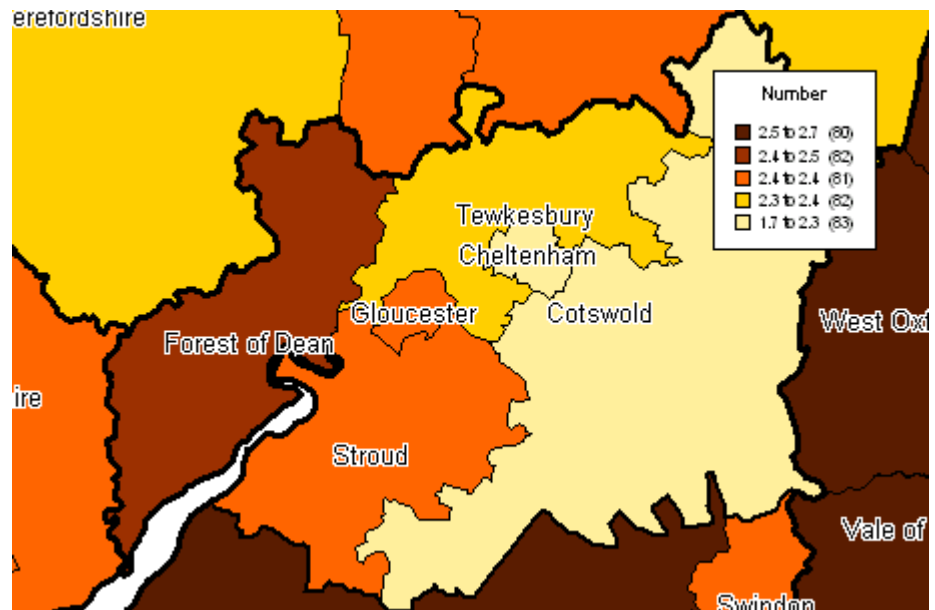 erefordshire
Number
2.5 to 2.7 (80)
2.4 to 2.5 (82)
2.4 to 2.4 (81)
2.3 to 2.4 (82)
1.7 to 2.3 (83)
Tewkesbury
Cheltenham
Gloucester
Cotswold
West Oxf
Forest of Dean
ire
Stroud
Vale of
Swindon